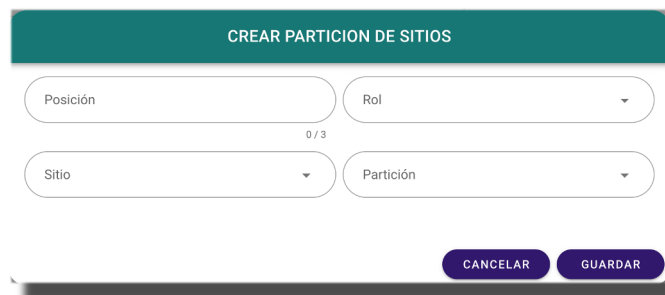 CREAR PARTICION DE SITIOS
Posición
Rol
0 / 3
Sitio
Partición
CANCELAR
GUARDAR